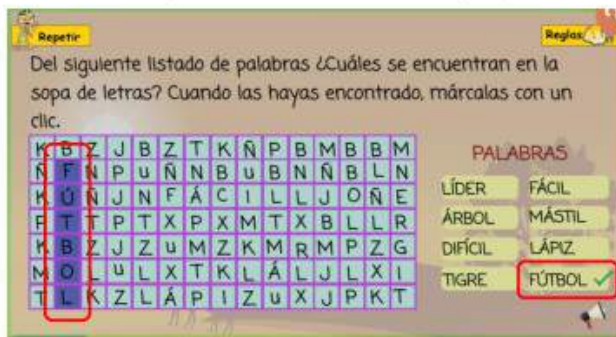 Repetir
Reglas
Del siguiente listado de palabras ¿Cuáles se encuentran en la
sopa de letras? Cuando las hayas encontrado, márcalas con un
clic.
K B Z J B Z T K Ñ P B M B B M
Ñ F N P U Ñ N B U B N Ñ B L N
K Ú Ñ J N F Á C I L L J O Ñ E
P T T P T X P X M T X B L L R
K B Z J Z U M Z K M R M P Z G
M O L U L X T K L Á L J L X I
T L K Z L Á P I Z U X J P K T
PALABRAS
LÍDER FÁCIL
ÁRBOL MÁSTIL
DIFÍCIL LÁPIZ
TIGRE FÚTBOL